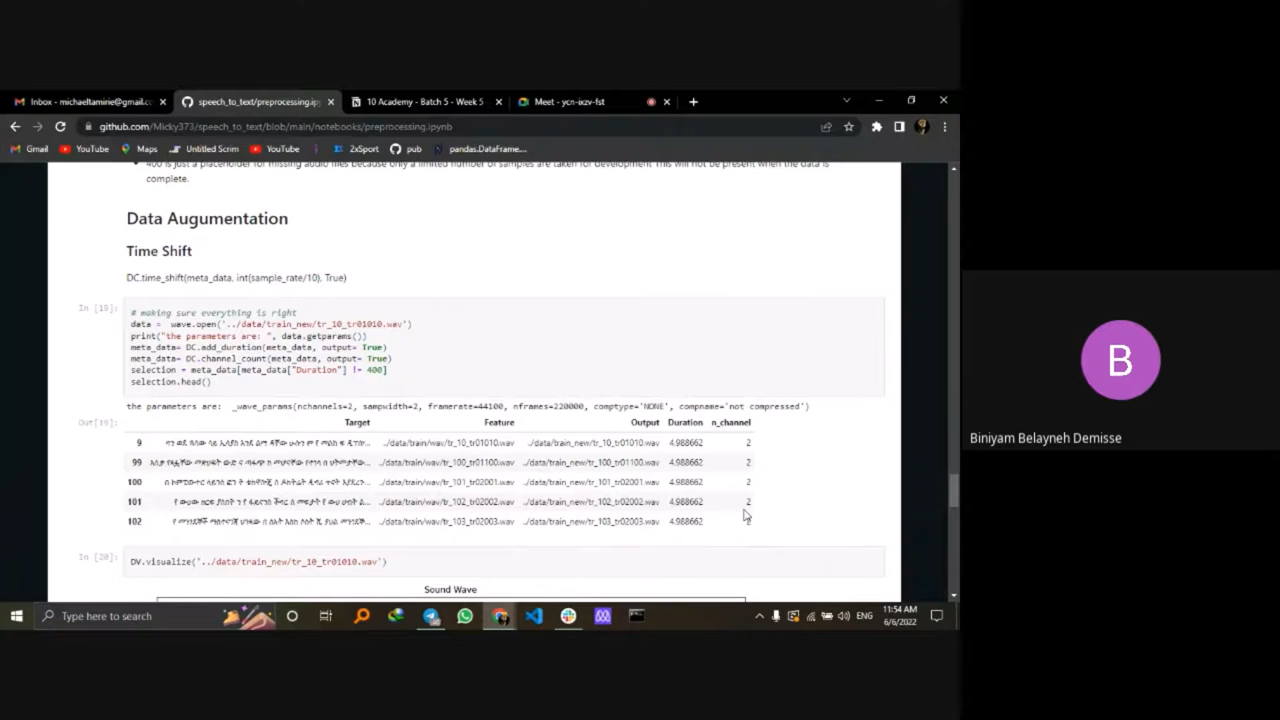 Inbox - michaeltamirie@gmail.c
speech_to_text/preprocessing.ipy
10 Academy - Batch 5 - Week 5
Meet - ycn-ixzv-fst
github.com/Micky373/speech_to_text/blob/main/notebooks/preprocessing.ipynb
Gmail
YouTube
Maps
Untitled Scrim
YouTube
2xSport
pub
pandas.DataFrame....
400 is just a placeholder for missing audio files because only a limited number of samples are taken for development. This will not be present when the data is
complete.
Data Augumentation
Time Shift
DC.time_shift(meta_data, int(sample_rate/10), True)
In [19]:
# making sure everything is right
data = wave.open('../data/train_new/tr_10_tr01010.wav')
print("the parameters are: ", data.getparams())
meta_data= DC.add_duration(meta_data, output= True)
meta_data= DC.channel_count(meta_data, output= True)
selection = meta_data[meta_data["Duration"] != 400]
selection.head()
the parameters are: _wave_params(nchannels=2, sampwidth=2, framerate=44100, nframes=220000, comptype='NONE', compname='not compressed')
Out[19]:
Target Feature Output Duration n_channel
9 ../data/train/wav/tr_10_tr01010.wav ../data/train_new/tr_10_tr01010.wav 4.988662 2
99 ../data/train/wav/tr_100_tr01100.wav ../data/train_new/tr_100_tr01100.wav 4.988662 2
100 ../data/train/wav/tr_101_tr02001.wav ../data/train_new/tr_101_tr02001.wav 4.988662 2
101 ../data/train/wav/tr_102_tr02002.wav ../data/train_new/tr_102_tr02002.wav 4.988662 2
102 ../data/train/wav/tr_103_tr02003.wav ../data/train_new/tr_103_tr02003.wav 4.988662 2
In [20]:
DV.visualize('../data/train_new/tr_10_tr01010.wav')
Sound Wave
Type here to search
ENG
11:54 AM
6/6/2022
B
Biniyam Belayneh Demisse